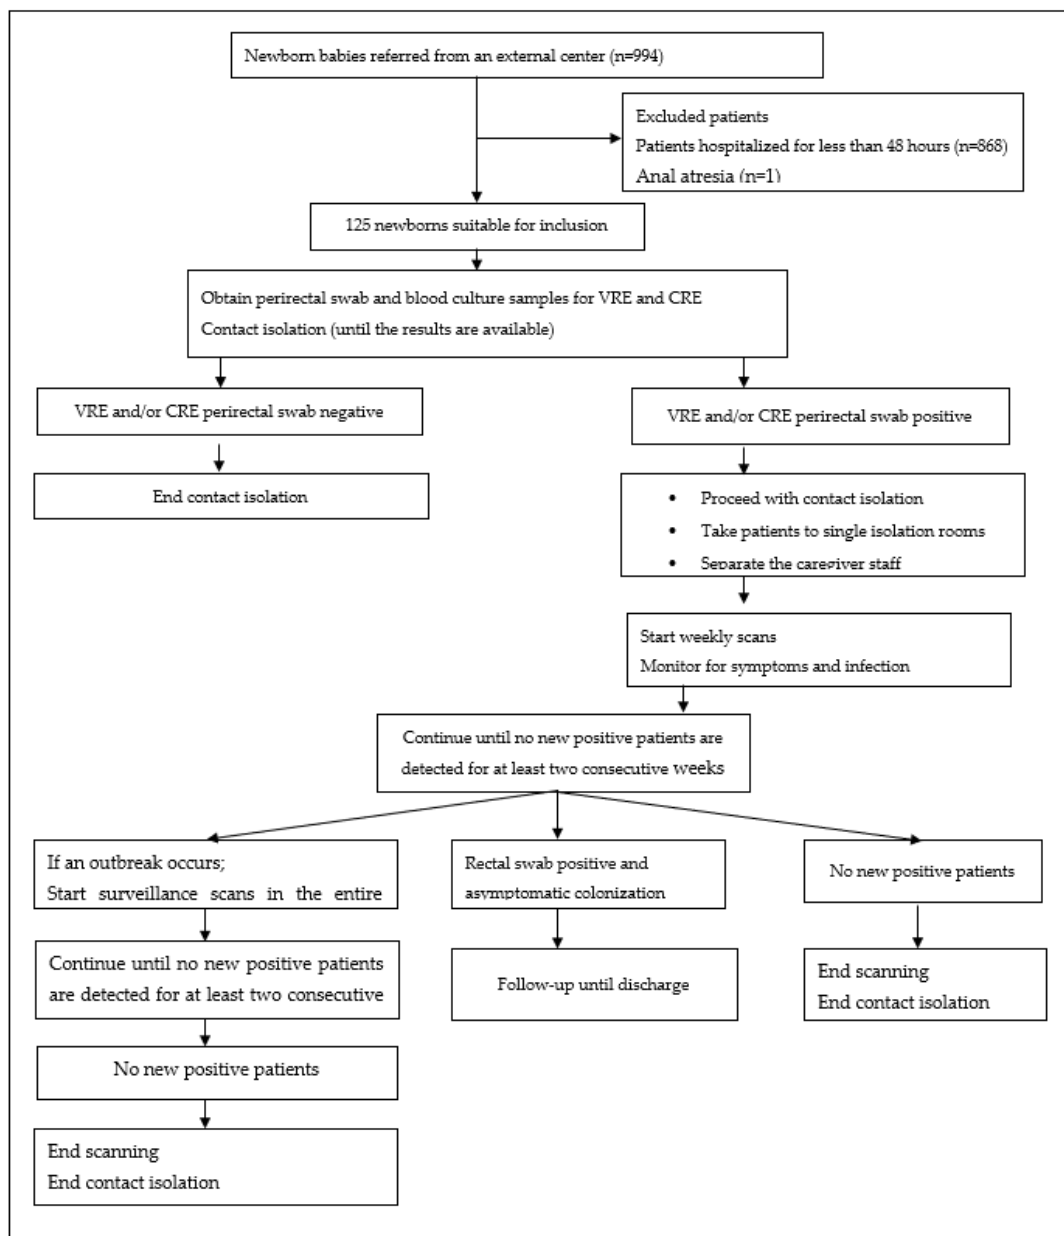 Newborn babies referred from an external center (n=994)
Excluded patients
Patients hospitalized for less than 48 hours (n=868)
Anal atresia (n=1)
125 newborns suitable for inclusion
Obtain perirectal swab and blood culture samples for VRE and CRE
Contact isolation (until the results are available)
VRE and/or CRE perirectal swab negative
VRE and/or CRE perirectal swab positive
End contact isolation
• Proceed with contact isolation
• Take patients to single isolation rooms
• Separate the caregiver staff
Start weekly scans
Monitor for symptoms and infection
Continue until no new positive patients are
detected for at least two consecutive weeks
If an outbreak occurs;
Start surveillance scans in the entire
Rectal swab positive and
asymptomatic colonization
No new positive patients
Continue until no new positive patients
are detected for at least two consecutive
Follow-up until discharge
End scanning
End contact isolation
No new positive patients
End scanning
End contact isolation